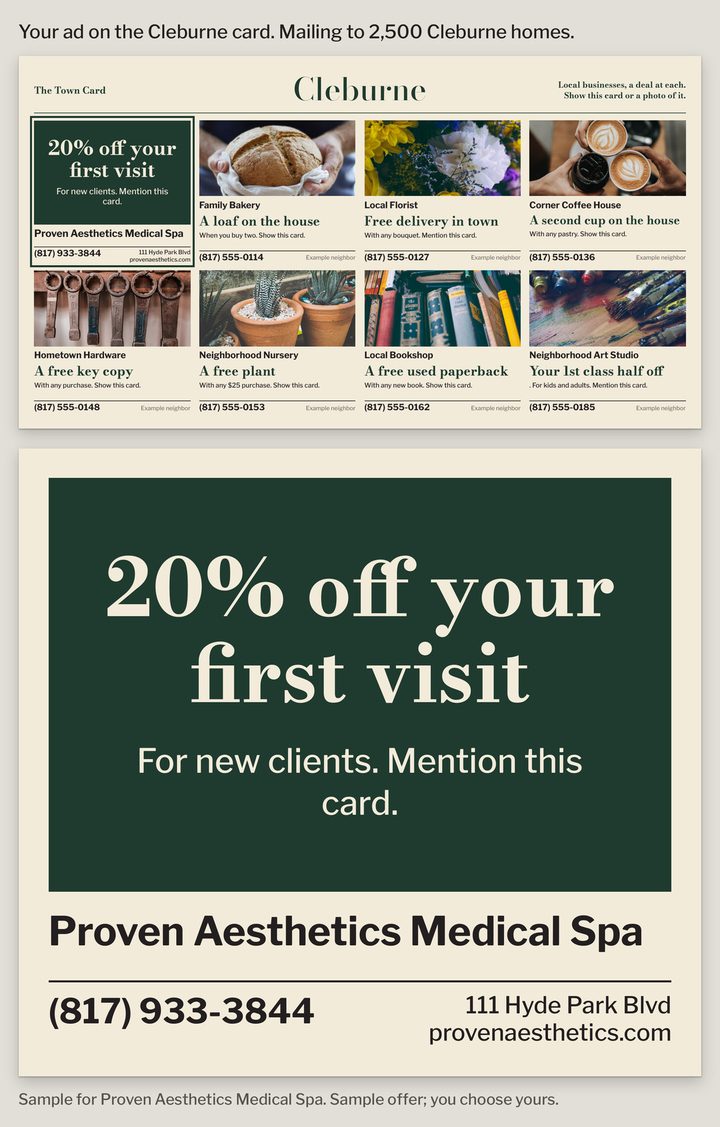 Your ad on the Cleburne card. Mailing to 2,500 Cleburne homes.
The Town Card
Cleburne
Local businesses, a deal at each.
Show this card or a photo of it.
20% off your
first visit
For new clients. Mention this
card.
Proven Aesthetics Medical Spa
(817) 933-3844
111 Hyde Park Blvd
provenaesthetics.com
Family Bakery
A loaf on the house
When you buy two. Show this card.
(817) 555-0114
Example neighbor
Local Florist
Free delivery in town
With any bouquet. Mention this card.
(817) 555-0127
Example neighbor
Corner Coffee House
A second cup on the house
With any pastry. Show this card.
(817) 555-0136
Example neighbor
Hometown Hardware
A free key copy
With any purchase. Show this card.
(817) 555-0148
Example neighbor
Neighborhood Nursery
A free plant
With any $25 purchase. Show this card.
(817) 555-0153
Example neighbor
Local Bookshop
A free used paperback
With any new book. Show this card.
(817) 555-0162
Example neighbor
Neighborhood Art Studio
Your 1st class half off
. For kids and adults. Mention this card.
(817) 555-0185
Example neighbor
20% off your
first visit
For new clients. Mention this
card.
Proven Aesthetics Medical Spa
(817) 933-3844
111 Hyde Park Blvd
provenaesthetics.com
Sample for Proven Aesthetics Medical Spa. Sample offer; you choose yours.